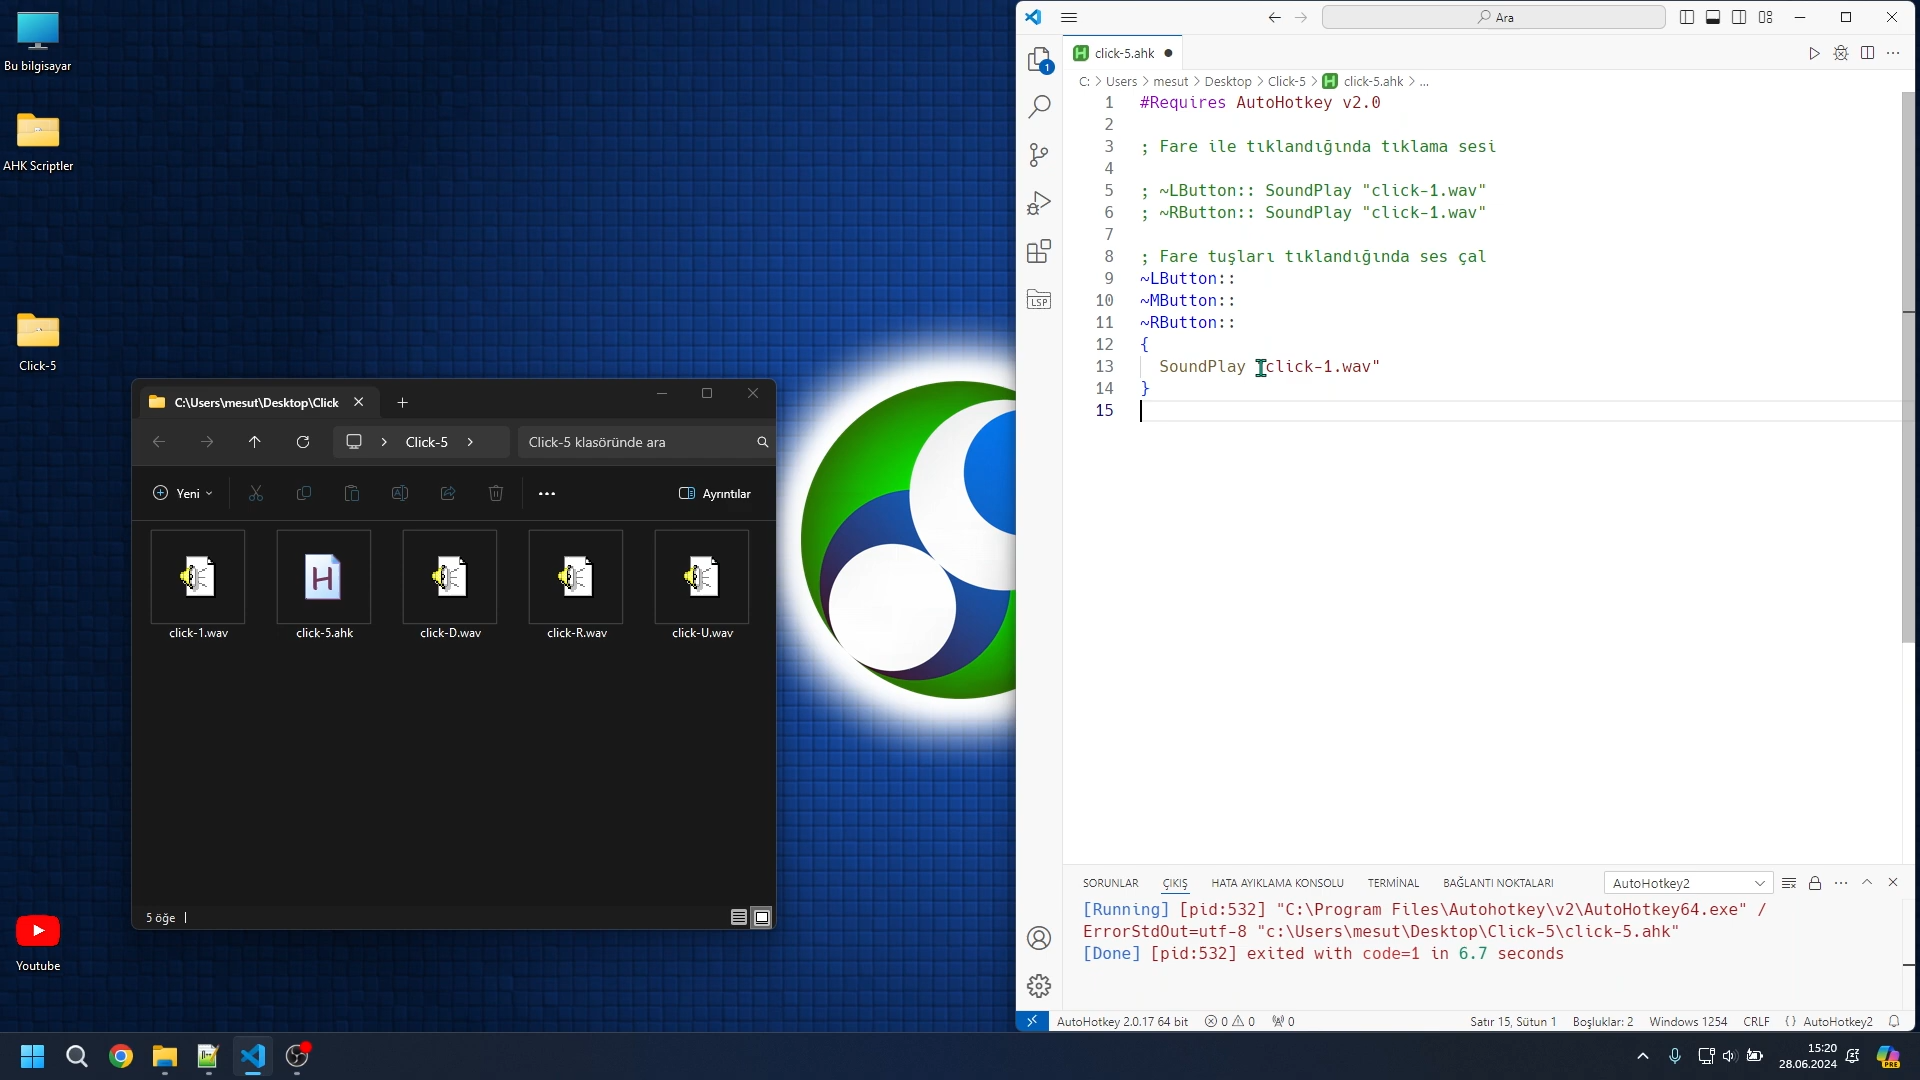 Bu bilgisayar
AHK Scriptler
Click-5
Youtube
C:\Users\mesut\Desktop\Click
Click-5
Click-5 klasöründe ara
Yeni
Ayrıntılar
click-1.wav
click-5.ahk
click-D.wav
click-R.wav
click-U.wav
5 öğe
Ara
click-5.ahk
1
C: > Users > mesut > Desktop > Click-5 > click-5.ahk > ...
1 #Requires AutoHotkey v2.0
2
3 ; Fare ile tıklandığında tıklama sesi
4
5 ; ~LButton:: SoundPlay "click-1.wav"
6 ; ~RButton:: SoundPlay "click-1.wav"
7
8 ; Fare tuşları tıklandığında ses çal
9 ~LButton::
10 ~MButton::
11 ~RButton::
12 {
13 SoundPlay "click-1.wav"
14 }
15
LSP
SORUNLAR ÇIKIŞ HATA AYIKLAMA KONSOLU TERMİNAL BAĞLANTI NOKTALARI AutoHotkey2
[Running] [pid:532] "C:\Program Files\Autohotkey\v2\AutoHotkey64.exe" /
ErrorStdOut=utf-8 "c:\Users\mesut\Desktop\Click-5\click-5.ahk"
[Done] [pid:532] exited with code=1 in 6.7 seconds
AutoHotkey 2.0.17 64 bit 0 0 0 Satır 15, Sütun 1 Boşluklar: 2 Windows 1254 CRLF {} AutoHotkey2
15:20
28.06.2024
PRE